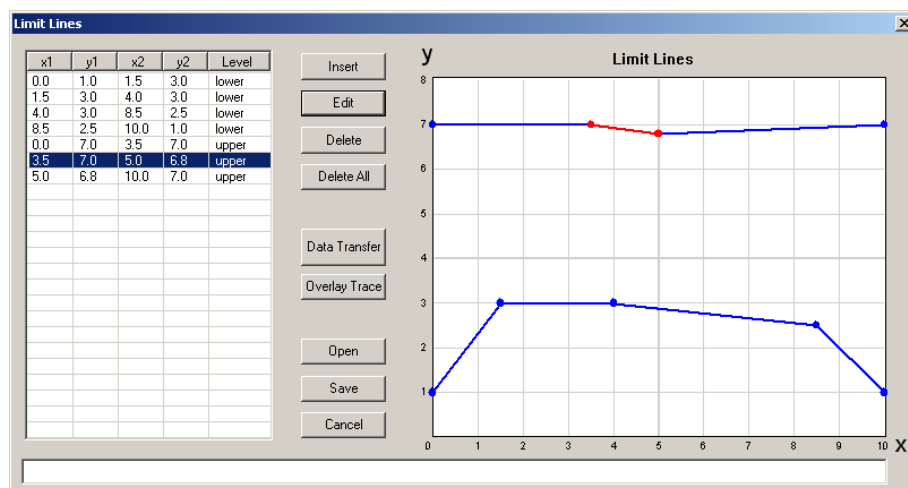 Limit Lines
x1 y1 x2 y2 Level
0.0 1.0 1.5 3.0 lower
1.5 3.0 4.0 3.0 lower
4.0 3.0 8.5 2.5 lower
8.5 2.5 10.0 1.0 lower
0.0 7.0 3.5 7.0 upper
3.5 7.0 5.0 6.8 upper
5.0 6.8 10.0 7.0 upper
Insert
Edit
Delete
Delete All
Data Transfer
Overlay Trace
Open
Save
Cancel
y
Limit Lines
8
7
6
5
4
3
2
1
0 1 2 3 4 5 6 7 8 9 10 x